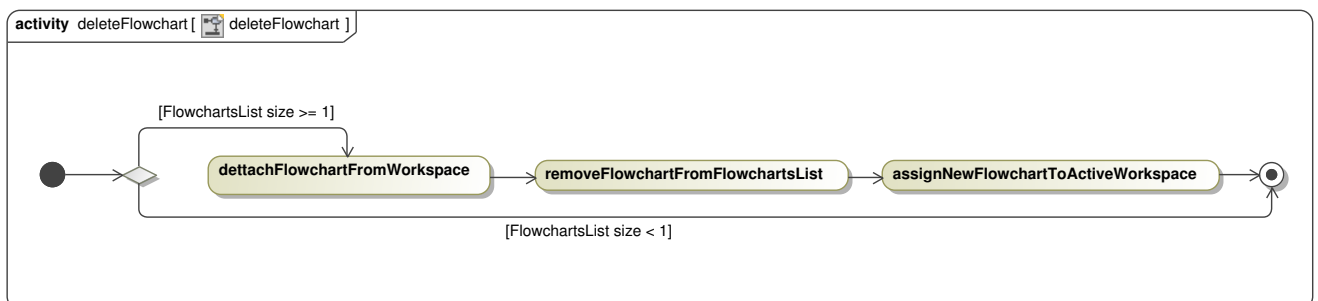 activity deleteFlowchart [ deleteFlowchart ]
[FlowchartsList size >= 1]
dettachFlowchartFromWorkspace
removeFlowchartFromFlowchartsList
assignNewFlowchartToActiveWorkspace
[FlowchartsList size < 1]